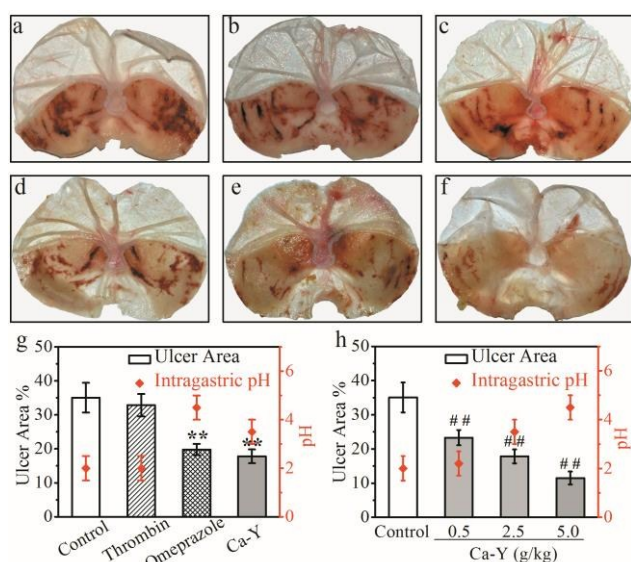 a
b
c
d
e
f
g
50
40
30
20
10
0
Ulcer Area %
Ulcer Area
Intragastric pH
**
**
6
4
2
0
pH
Control
Thrombin
Omeprazole
Ca-Y
h
50
40
30
20
10
0
Ulcer Area %
Ulcer Area
Intragastric pH
# #
# #
# #
6
4
2
0
pH
Control
0.5
2.5
5.0
Ca-Y (g/kg)